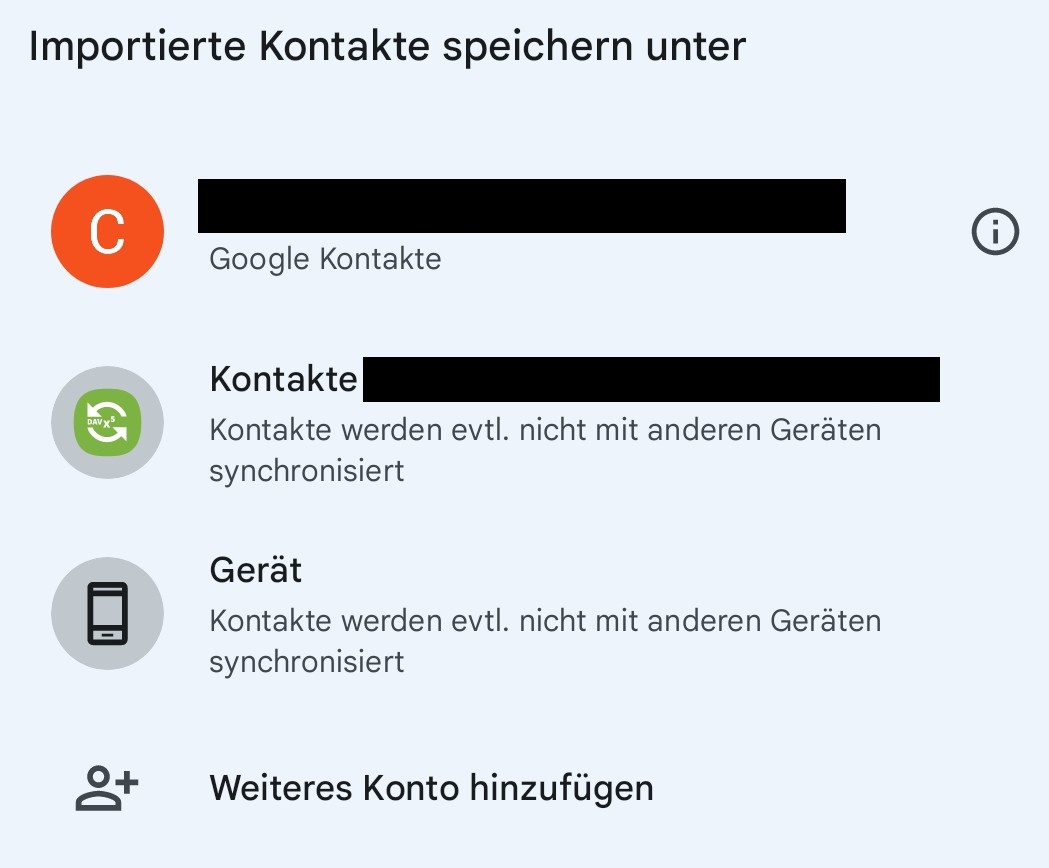 Importierte Kontakte speichern unter
C
Google Kontakte
Kontakte
DAVx⁵
Kontakte werden evtl. nicht mit anderen Geräten
synchronisiert
Gerät
Kontakte werden evtl. nicht mit anderen Geräten
synchronisiert
Weiteres Konto hinzufügen